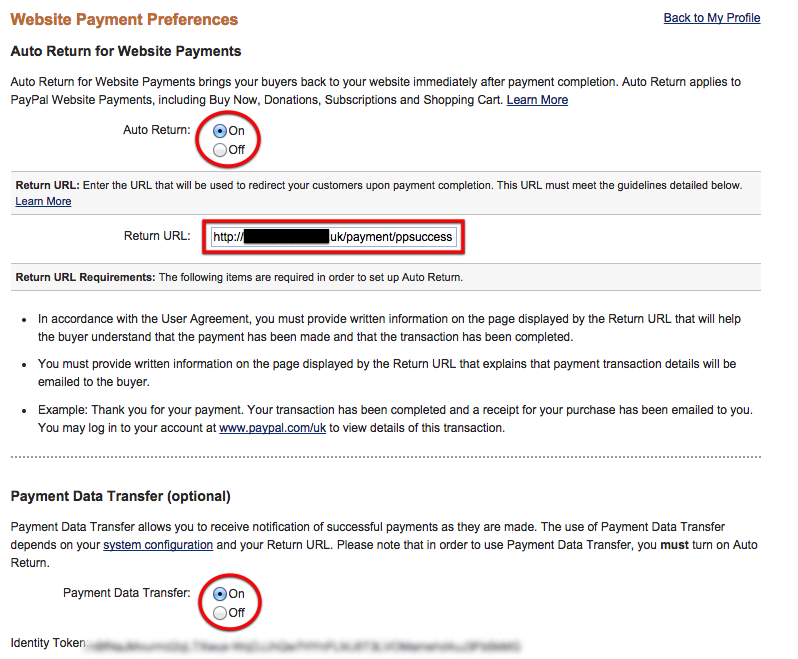 Website Payment Preferences
Back to My Profile
Auto Return for Website Payments
Auto Return for Website Payments brings your buyers back to your website immediately after payment completion. Auto Return applies to
PayPal Website Payments, including Buy Now, Donations, Subscriptions and Shopping Cart. Learn More
Auto Return: On
Off
Return URL: Enter the URL that will be used to redirect your customers upon payment completion. This URL must meet the guidelines detailed below.
Learn More
Return URL: http:// uk/payment/ppsuccess
Return URL Requirements: The following items are required in order to set up Auto Return.
• In accordance with the User Agreement, you must provide written information on the page displayed by the Return URL that will help
the buyer understand that the payment has been made and that the transaction has been completed.
• You must provide written information on the page displayed by the Return URL that explains that payment transaction details will be
emailed to the buyer.
• Example: Thank you for your payment. Your transaction has been completed and a receipt for your purchase has been emailed to you.
You may log in to your account at www.paypal.com/uk to view details of this transaction.
Payment Data Transfer (optional)
Payment Data Transfer allows you to receive notification of successful payments as they are made. The use of Payment Data Transfer
depends on your system configuration and your Return URL. Please note that in order to use Payment Data Transfer, you must turn on Auto
Return.
Payment Data Transfer: On
Off
Identity Token: